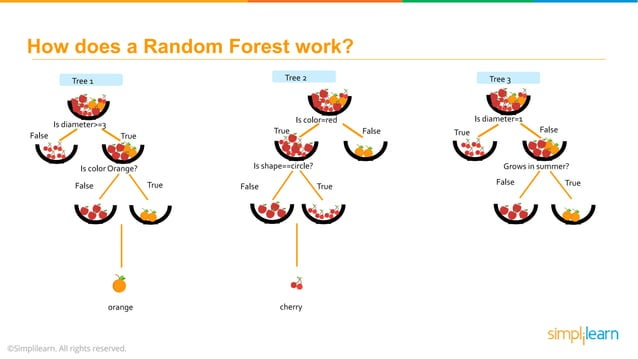 How does a Random Forest work?
Tree 1
Tree 2
Tree 3
Is diameter>=3
False
True
Is color Orange?
False
True
orange
Is color=red
True
False
Is shape==circle?
False
True
cherry
Is diameter=1
True
False
Grows in summer?
False
True
©Simplilearn. All rights reserved.
simplilearn